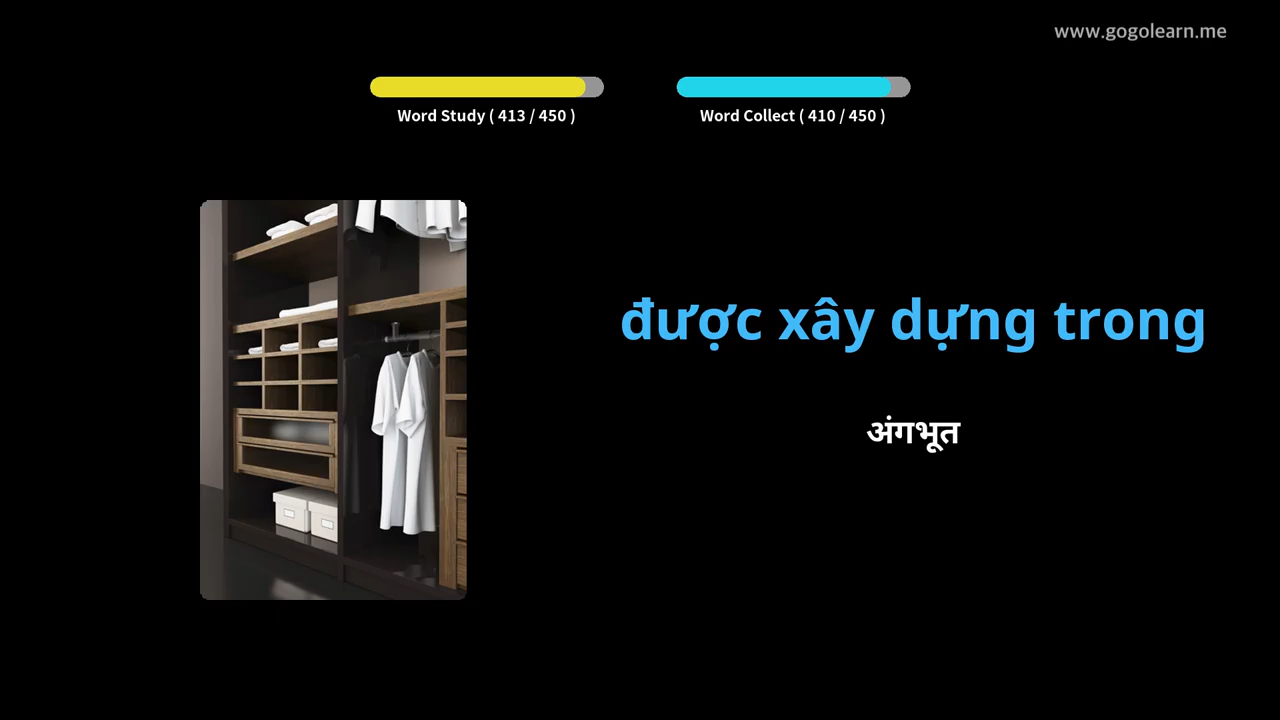 www.gogolearn.me
Word Study ( 413 / 450 )
Word Collect ( 410 / 450 )
được xây dựng trong
अंगभूत